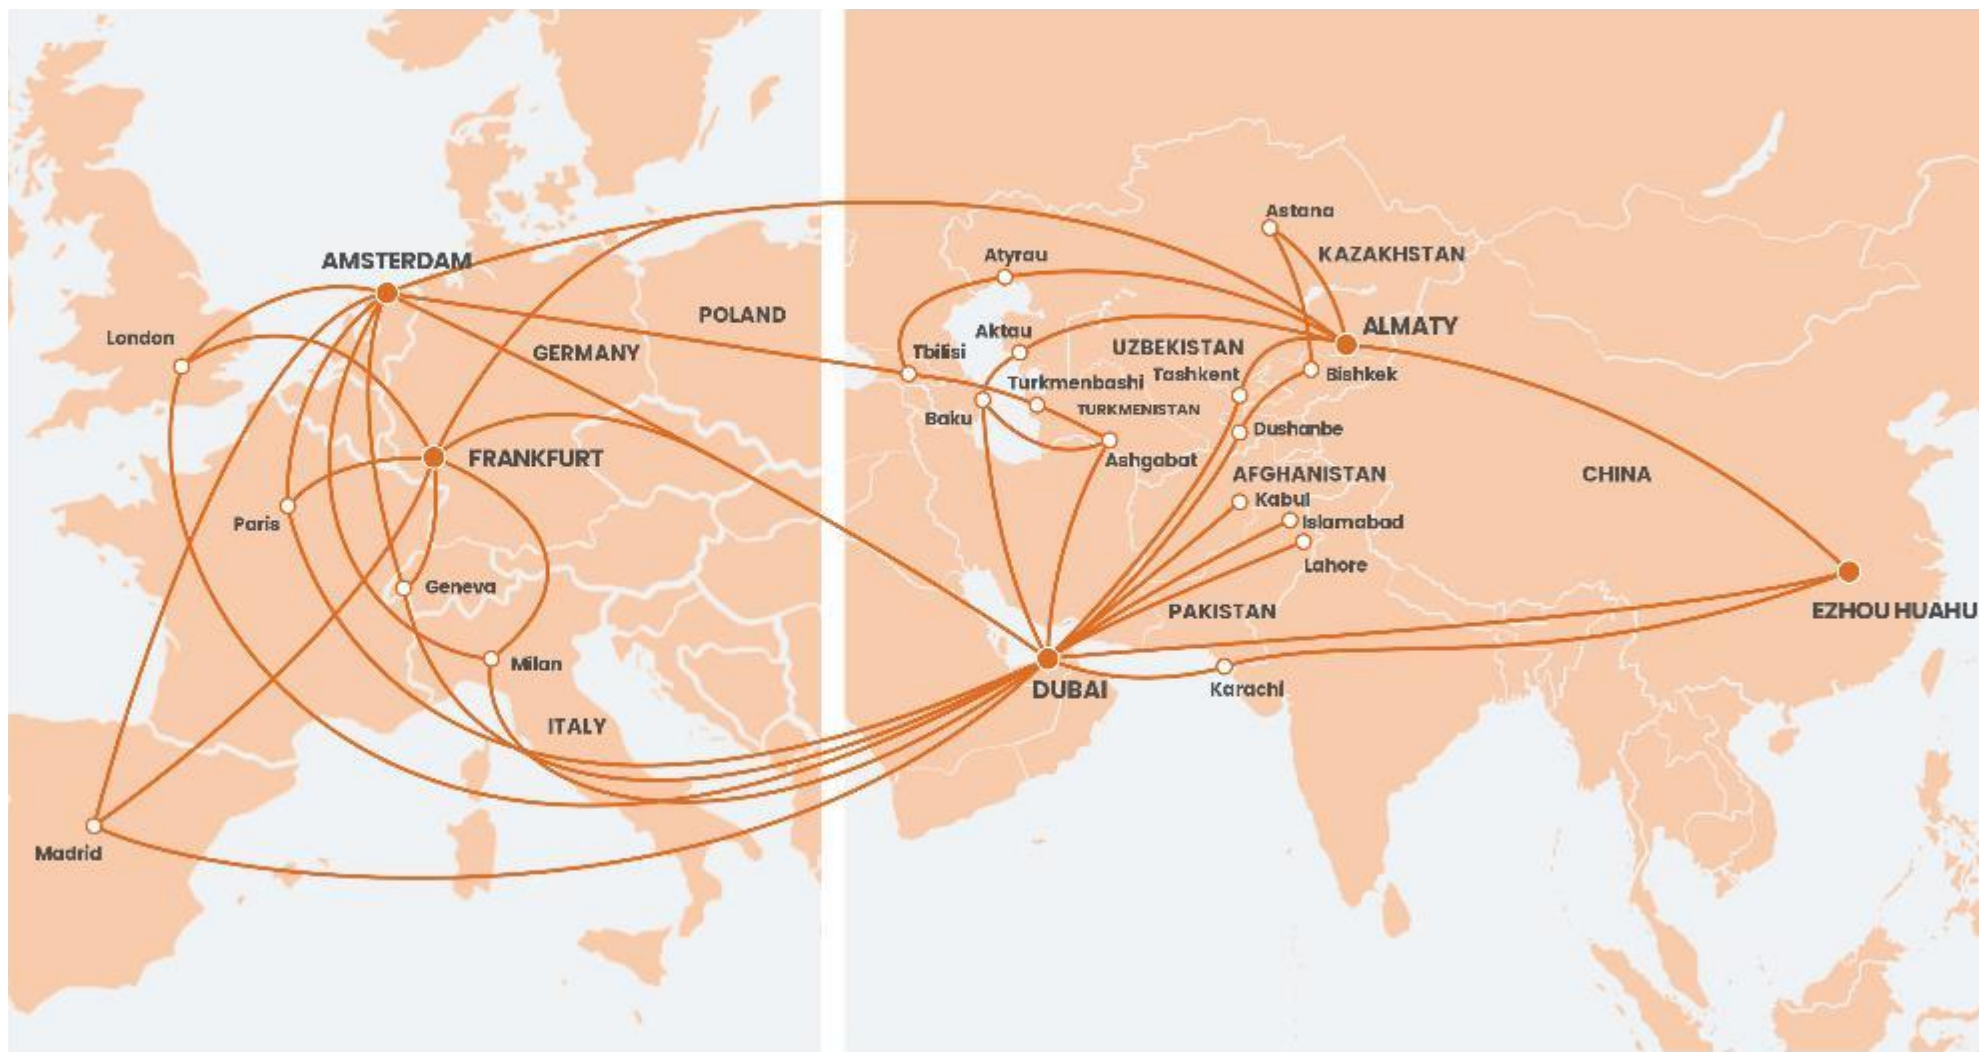 Astana
KAZAKHSTAN
AMSTERDAM
Atyrau
POLAND
ALMATY
London
Aktau
UZBEKISTAN
GERMANY
Tbilisi
Tashkent
Bishkek
Turkmenbashi
TURKMENISTAN
Baku
Dushanbe
FRANKFURT
Ashgabat
AFGHANISTAN
CHINA
Kabul
Paris
Islamabad
Lahore
Geneva
PAKISTAN
EZHOU HUAHU
Milan
DUBAI
Karachi
ITALY
Madrid